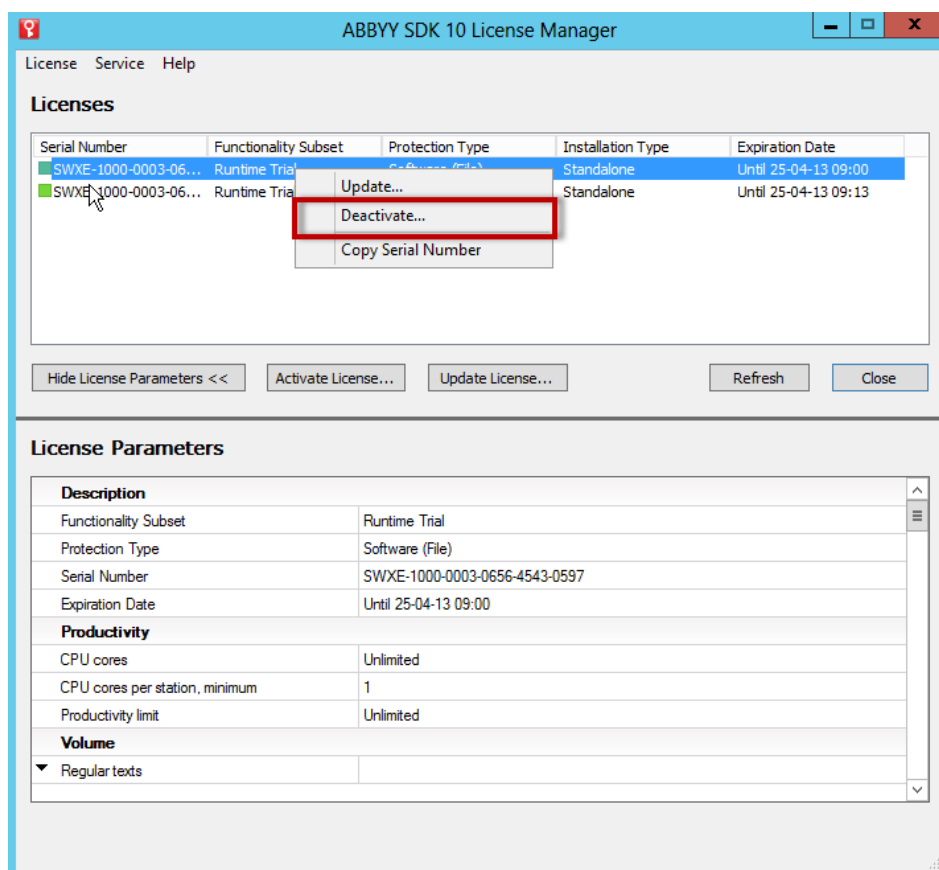 ABBYY SDK 10 License Manager
License Service Help
Licenses
Serial Number Functionality Subset Protection Type Installation Type Expiration Date
SWXE-1000-0003-06... Runtime Trial Software (File) Standalone Until 25-04-13 09:00
SWXE-1000-0003-06... Runtime Trial Standalone Until 25-04-13 09:13
Update...
Deactivate...
Copy Serial Number
Hide License Parameters << Activate License... Update License... Refresh Close
License Parameters
Description
Functionality Subset Runtime Trial
Protection Type Software (File)
Serial Number SWXE-1000-0003-0656-4543-0597
Expiration Date Until 25-04-13 09:00
Productivity
CPU cores Unlimited
CPU cores per station, minimum 1
Productivity limit Unlimited
Volume
Regular texts